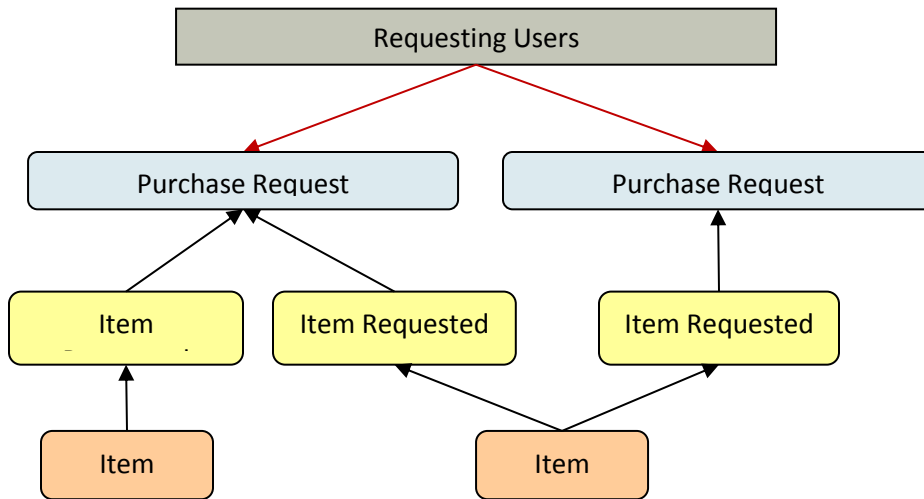 Requesting Users
Purchase Request
Purchase Request
Item
Item Requested
Item Requested
Item
Item